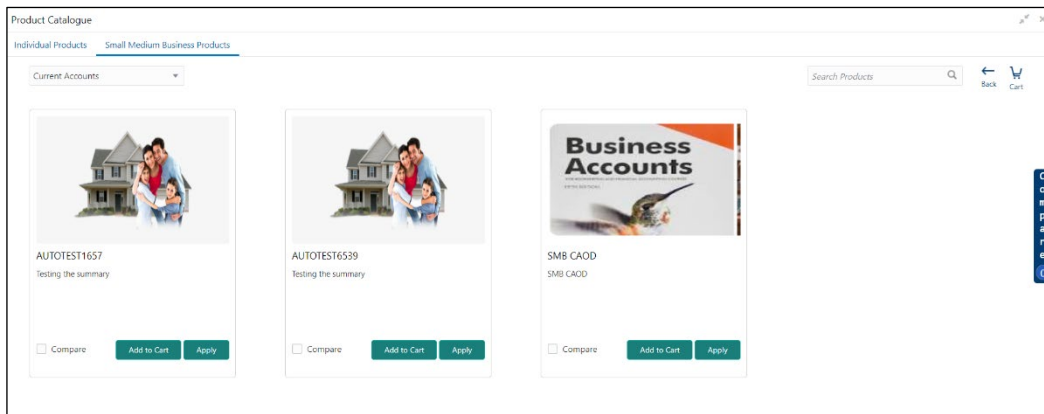 Product Catalogue
Individual Products Small Medium Business Products
Current Accounts
Search Products
Back
Cart
Business
Accounts
AUTOTEST1657
Testing the summary
AUTOTEST6539
Testing the summary
SMB CAOD
SMB CAOD
Compare Add to Cart Apply
Compare Add to Cart Apply
Compare Add to Cart Apply
Compare